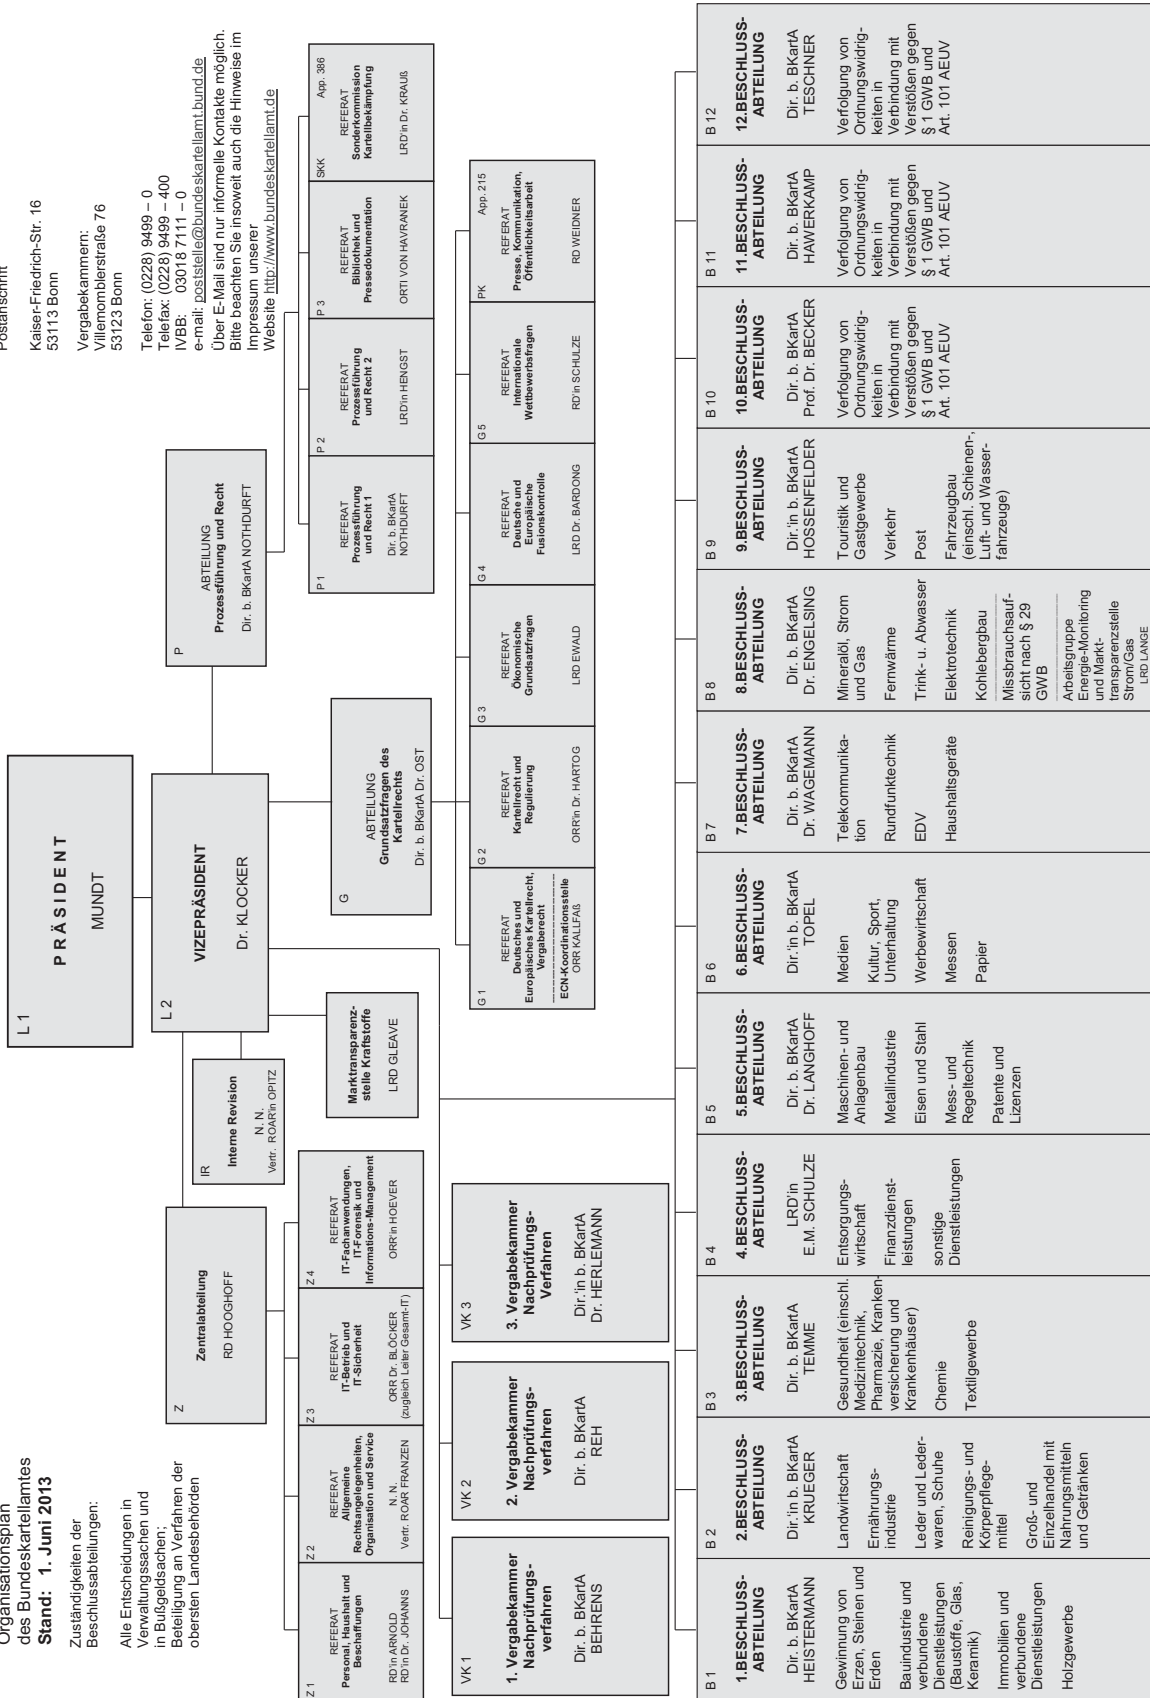 Organisationsplan
des Bundeskartellamtes
Stand: 1. Juni 2013
Zuständigkeiten der
Beschlussabteilungen:
Alle Entscheidungen in
Verwaltungssachen und
in Bußgeldsachen;
Beteiligung an Verfahren der
obersten Landesbehörden
L 1
PRÄSIDENT
MUNDT
L 2
VIZEPRÄSIDENT
Dr. KLOCKER
Postanschrift
Kaiser-Friedrich-Str. 16
53113 Bonn
Vergabekammern:
Villemomblerstraße 76
53123 Bonn
Telefon: (0228) 9499 – 0
Telefax: (0228) 9499 – 400
IVBB: 03018 7111 – 0
e-mail: poststelle@bundeskartellamt.bund.de
Über E-Mail sind nur informelle Kontakte möglich.
Bitte beachten Sie insoweit auch die Hinweise im
Impressum unserer
Website http://www.bundeskartellamt.de
Z
Zentralabteilung
RD HOOGHOFF
IR
Interne Revision
N. N.
Vertr. ROAR'in OPITZ
Markttransparenz-
stelle Kraftstoffe
LRD GLEAVE
G
ABTEILUNG
Grundsatzfragen des
Kartellrechts
Dir. b. BKartA Dr. OST
P
ABTEILUNG
Prozessführung und Recht
Dir. b. BKartA NOTHDURFT
Z 1
REFERAT
Personal, Haushalt und
Beschaffungen
RD'in ARNOLD
RD'in Dr. JOHANNS
Z 2
REFERAT
Allgemeine
Rechtsangelegenheiten,
Organisation und Service
N. N.
Vertr. ROAR FRANZEN
Z 3
REFERAT
IT-Betrieb und
IT-Sicherheit
ORR Dr. BLÖCKER
(zugleich Leiter Gesamt-IT)
Z 4
REFERAT
IT-Fachanwendungen,
IT-Forensik und
Informations-Management
ORR'in HOEVER
P 1
REFERAT
Prozessführung
und Recht 1
Dir. b. BKartA
NOTHDURFT
P 2
REFERAT
Prozessführung
und Recht 2
LRD'in HENGST
P 3
REFERAT
Bibliothek und
Pressedokumentation
ORTI VON HAVRANEK
SKK App. 386
REFERAT
Sonderkommission
Kartellbekämpfung
LRD'in Dr. KRAUß
G 1
REFERAT
Deutsches und
Europäisches Kartellrecht,
Vergaberecht
ECN-Koordinationsstelle
ORR KALLFAß
G 2
REFERAT
Kartellrecht und
Regulierung
ORR'in Dr. HARTOG
G 3
REFERAT
Ökonomische
Grundsatzfragen
LRD EWALD
G 4
REFERAT
Deutsche und
Europäische
Fusionskontrolle
LRD Dr. BARDONG
G 5
REFERAT
Internationale
Wettbewerbsfragen
RD'in SCHULZE
PK App. 215
REFERAT
Presse, Kommunikation,
Öffentlichkeitsarbeit
RD WEIDNER
VK 1
1. Vergabekammer
Nachprüfungs-
verfahren
Dir. b. BKartA
BEHRENS
VK 2
2. Vergabekammer
Nachprüfungs-
verfahren
Dir. b. BKartA
REH
VK 3
3. Vergabekammer
Nachprüfungs-
Verfahren
Dir.'in b. BKartA
Dr. HERLEMANN
B 1
1.BESCHLUSS-
ABTEILUNG
Dir. b. BKartA
HEISTERMANN
Gewinnung von
Erzen, Steinen und
Erden
Bauindustrie und
verbundene
Dienstleistungen
(Baustoffe, Glas,
Keramik)
Immobilien und
verbundene
Dienstleistungen
Holzgewerbe
B 2
2.BESCHLUSS-
ABTEILUNG
Dir.'in b. BKartA
KRUEGER
Landwirtschaft
Ernährungs-
industrie
Leder und Leder-
waren, Schuhe
Reinigungs- und
Körperpflege-
mittel
Groß- und
Einzelhandel mit
Nahrungsmitteln
und Getränken
B 3
3.BESCHLUSS-
ABTEILUNG
Dir. b. BKartA
TEMME
Gesundheit (einschl.
Medizintechnik,
Pharmazie, Kranken-
versicherung und
Krankenhäuser)
Chemie
Textilgewerbe
B 4
4.BESCHLUSS-
ABTEILUNG
LRD'in
E.M. SCHULZE
Entsorgungs-
wirtschaft
Finanzdienst-
leistungen
sonstige
Dienstleistungen
B 5
5.BESCHLUSS-
ABTEILUNG
Dir. b. BKartA
Dr. LANGHOFF
Maschinen- und
Anlagenbau
Metallindustrie
Eisen und Stahl
Mess- und
Regeltechnik
Patente und
Lizenzen
B 6
6.BESCHLUSS-
ABTEILUNG
Dir.'in b. BKartA
TOPEL
Medien
Kultur, Sport,
Unterhaltung
Werbewirtschaft
Messen
Papier
B 7
7.BESCHLUSS-
ABTEILUNG
Dir. b. BKartA
Dr. WAGEMANN
Telekommunika-
tion
Rundfunktechnik
EDV
Haushaltsgeräte
B 8
8.BESCHLUSS-
ABTEILUNG
Dir. b. BKartA
Dr. ENGELSING
Mineralöl, Strom
und Gas
Fernwärme
Trink- u. Abwasser
Elektrotechnik
Kohlebergbau
Missbrauchsauf-
sicht nach § 29
GWB
Arbeitsgruppe
Energie-Monitoring
und Markt-
transparenzstelle
Strom/Gas
LRD LANGE
B 9
9.BESCHLUSS-
ABTEILUNG
Dir.'in b. BKartA
HOSSENFELDER
Touristik und
Gastgewerbe
Verkehr
Post
Fahrzeugbau
(einschl. Schienen-,
Luft- und Wasser-
fahrzeuge)
B 10
10.BESCHLUSS-
ABTEILUNG
Dir. b. BKartA
Prof. Dr. BECKER
Verfolgung von
Ordnungswidrig-
keiten in
Verbindung mit
Verstößen gegen
§ 1 GWB und
Art. 101 AEUV
B 11
11.BESCHLUSS-
ABTEILUNG
Dir. b. BKartA
HAWERKAMP
Verfolgung von
Ordnungswidrig-
keiten in
Verbindung mit
Verstößen gegen
§ 1 GWB und
Art. 101 AEUV
B 12
12.BESCHLUSS-
ABTEILUNG
Dir. b. BKartA
TESCHNER
Verfolgung von
Ordnungswidrig-
keiten in
Verbindung mit
Verstößen gegen
§ 1 GWB und
Art. 101 AEUV